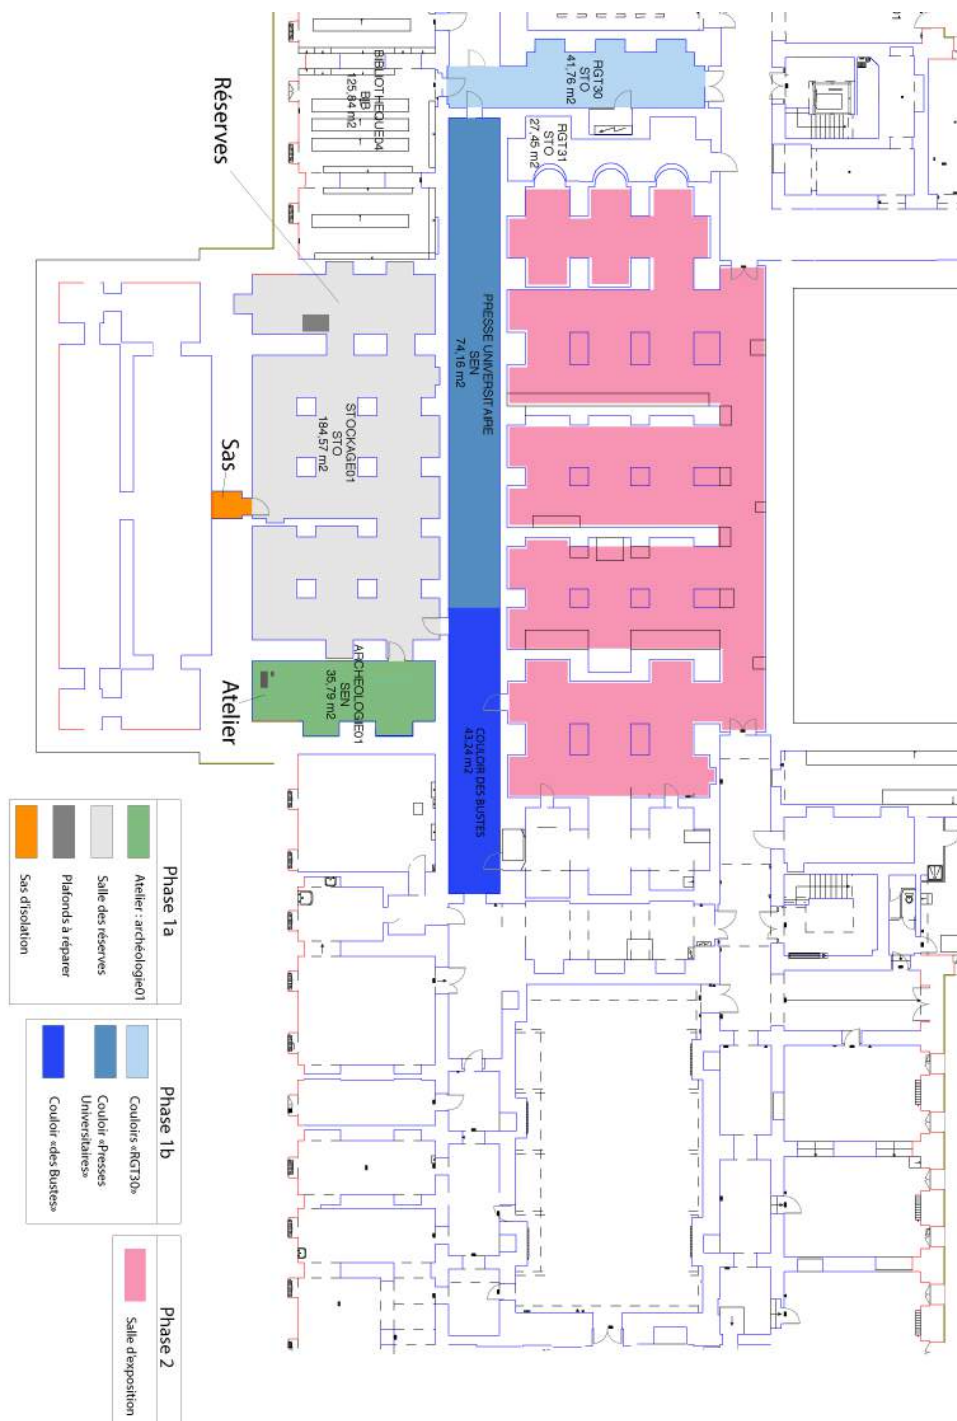 BIBLIOTHEQUE04
BIB
125,84 m2
RGT30
STO
41,76 m2
RGT31
STO
27,45 m2
Réserves
PRESSE UNIVERSITAIRE
SEN
74,16 m2
STOCKAGE01
STO
184,57 m2
Sas
ARCHEOLOGIE01
SEN
35,79 m2
Atelier
COULOIR DES BUSTES
43.24 m2
Phase 1a
Atelier : archéologie01
Salle des réserves
Plafonds à réparer
Sas d'isolation
Phase 1b
Couloirs «RGT30»
Couloir «Presses
Universitaires»
Couloir «des Bustes»
Phase 2
Salle d'exposition